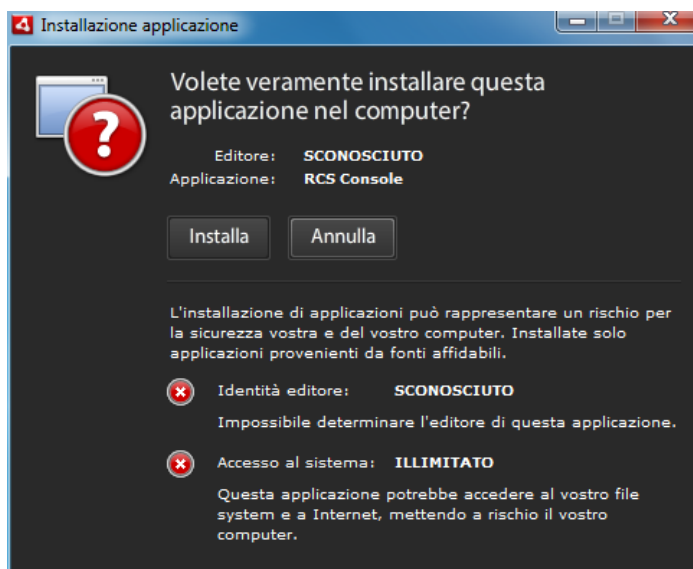 Installazione applicazione
Volete veramente installare questa
applicazione nel computer?
Editore: SCONOSCIUTO
Applicazione: RCS Console
Installa Annulla
L'installazione di applicazioni può rappresentare un rischio per
la sicurezza vostra e del vostro computer. Installate solo
applicazioni provenienti da fonti affidabili.
Identità editore: SCONOSCIUTO
Impossibile determinare l'editore di questa applicazione.
Accesso al sistema: ILLIMITATO
Questa applicazione potrebbe accedere al vostro file
system e a Internet, mettendo a rischio il vostro
computer.